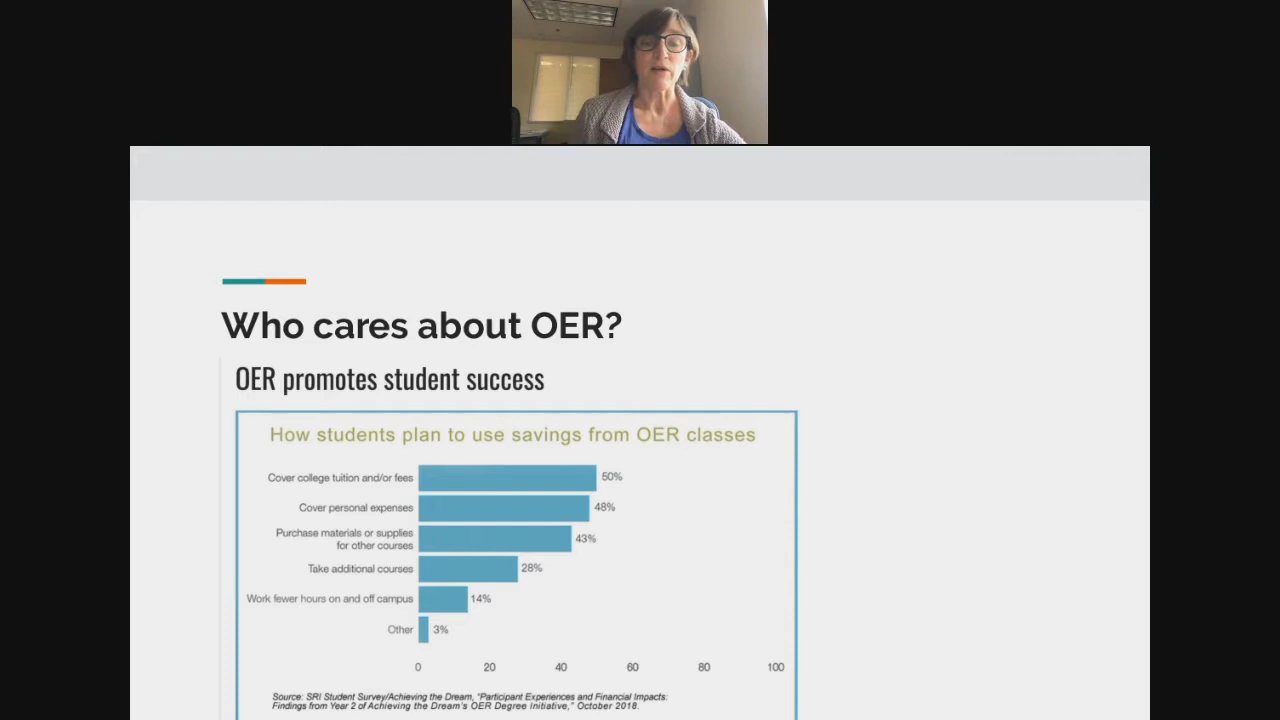 Who cares about OER?
OER promotes student success
How students plan to use savings from OER classes
Cover college tuition and/or fees 50%
Cover personal expenses 48%
Purchase materials or supplies
for other courses 43%
Take additional courses 28%
Work fewer hours on and off campus 14%
Other 3%
0 20 40 60 80 100
Source: SRI Student Survey/Achieving the Dream, "Participant Experiences and Financial Impacts:
Findings from Year 2 of Achieving the Dream's OER Degree Initiative," October 2018.